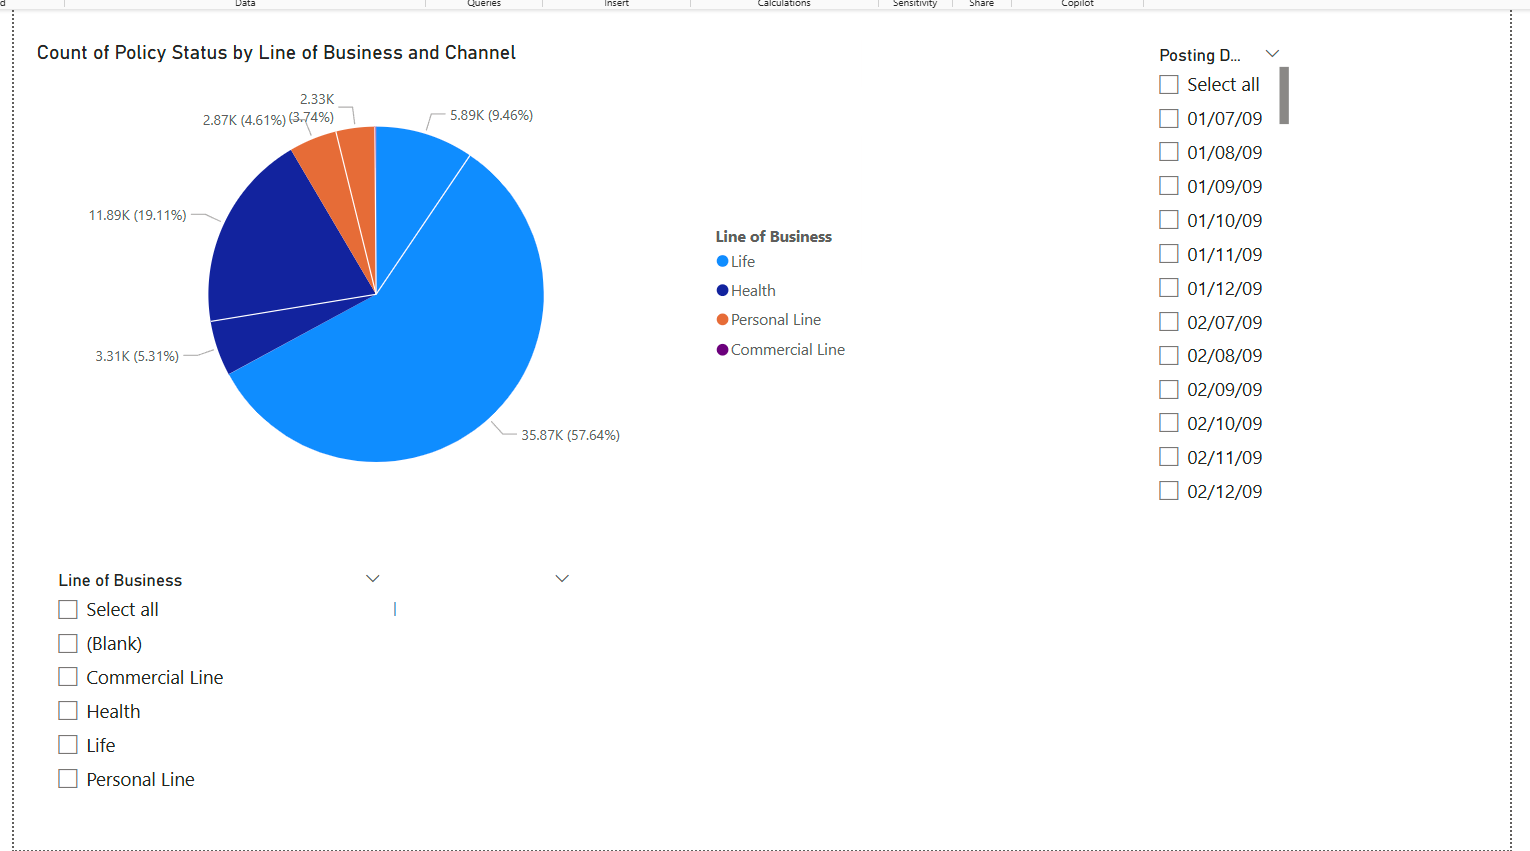 d
Data
Queries
Insert
Calculations
Sensitivity
Share
Copilot
Count of Policy Status by Line of Business and Channel
2.33K
(3.74%)
2.87K (4.61%)
5.89K (9.46%)
11.89K (19.11%)
3.31K (5.31%)
35.87K (57.64%)
Line of Business
Life
Health
Personal Line
Commercial Line
Posting D...
Select all
01/07/09
01/08/09
01/09/09
01/10/09
01/11/09
01/12/09
02/07/09
02/08/09
02/09/09
02/10/09
02/11/09
02/12/09
Line of Business
Select all
(Blank)
Commercial Line
Health
Life
Personal Line